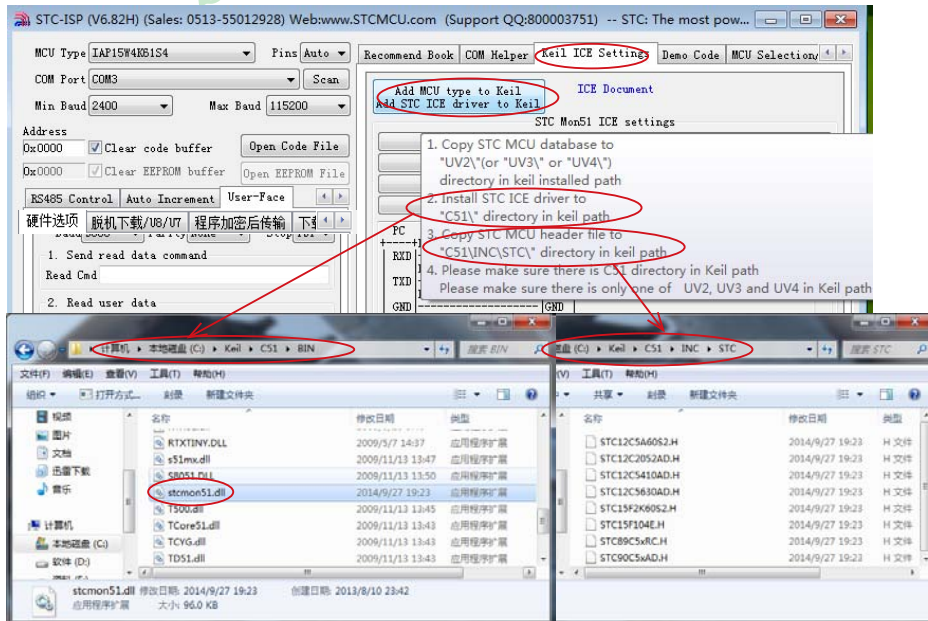 STC-ISP (V6.82H) (Sales: 0513-55012928) Web:www.STCMCU.com (Support QQ:800003751) -- STC: The most pow...
MCU Type IAP15W4K61S4 Pins Auto
COM Port COM3 Scan
Min Baud 2400 Max Baud 115200
Address
0x0000 Clear code buffer Open Code File
0x0000 Clear EEPROM buffer Open EEPROM File
RS485 Control Auto Increment User-Face
硬件选项 脱机下载/U8/U7 程序加密后传输
1. Send read data command
Read Cmd
2. Read user data
Recommend Book COM Helper Keil ICE Settings Demo Code MCU Selection/
Add MCU type to Keil
Add STC ICE driver to Keil
ICE Document
STC Mon51 ICE settings
1. Copy STC MCU database to
"UV2\"(or "UV3\" or "UV4\")
directory in keil installed path
2. Install STC ICE driver to
"C51\" directory in keil path
3. Copy STC MCU header file to
"C51\INC\STC\" directory in keil path
4. Please make sure there is C51 directory in Keil path
Please make sure there is only one of UV2, UV3 and UV4 in Keil path
PC
RXD
TXD
GND GND
计算机 本地磁盘 (C:) Keil C51 BIN 搜索 BIN
文件(F) 编辑(E) 查看(V) 工具(T) 帮助(H)
组织 打开方式... 刻录 新建文件夹
名称 修改日期 类型
视频
图片
文档
迅雷下载
音乐
计算机
本地磁盘 (C:)
软件 (D:)
RTXTINY.DLL 2009/5/7 14:37 应用程序扩展
s51mx.dll 2009/11/13 13:47 应用程序扩展
S8051.DLL 2009/11/13 13:50 应用程序扩展
stcmon51.dll 2014/9/27 19:23 应用程序扩展
T500.dll 2009/11/13 13:45 应用程序扩展
TCore51.dll 2009/11/13 13:43 应用程序扩展
TCYG.dll 2009/11/13 13:43 应用程序扩展
TD51.dll 2009/11/13 13:43 应用程序扩展
stcmon51.dll 修改日期: 2014/9/27 19:23 创建日期: 2013/8/10 23:42
应用程序扩展 大小: 96.0 KB
(C:) Keil C51 INC STC 搜索 STC
(V) 工具(T) 帮助(H)
共享 刻录 新建文件夹
名称 修改日期 类型
STC12C5A60S2.H 2014/9/27 19:23 H 文件
STC12C2052AD.H 2014/9/27 19:23 H 文件
STC12C5410AD.H 2014/9/27 19:23 H 文件
STC12C5630AD.H 2014/9/27 19:23 H 文件
STC15F2K60S2.H 2014/9/27 19:23 H 文件
STC15F104E.H 2014/9/27 19:23 H 文件
STC89C5xRC.H 2014/9/27 19:23 H 文件
STC90C5xAD.H 2014/9/27 19:23 H 文件